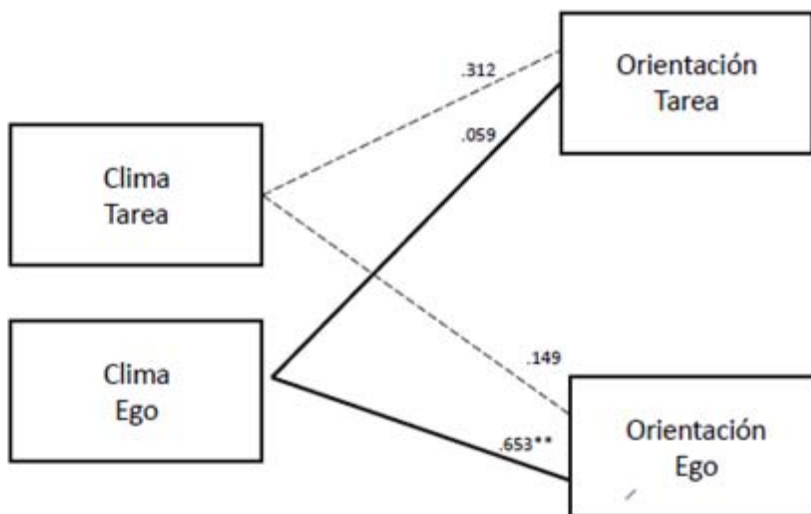 .312
Orientación
Tarea
.059
Clima
Tarea
Clima
Ego
.149
.653**
Orientación
Ego